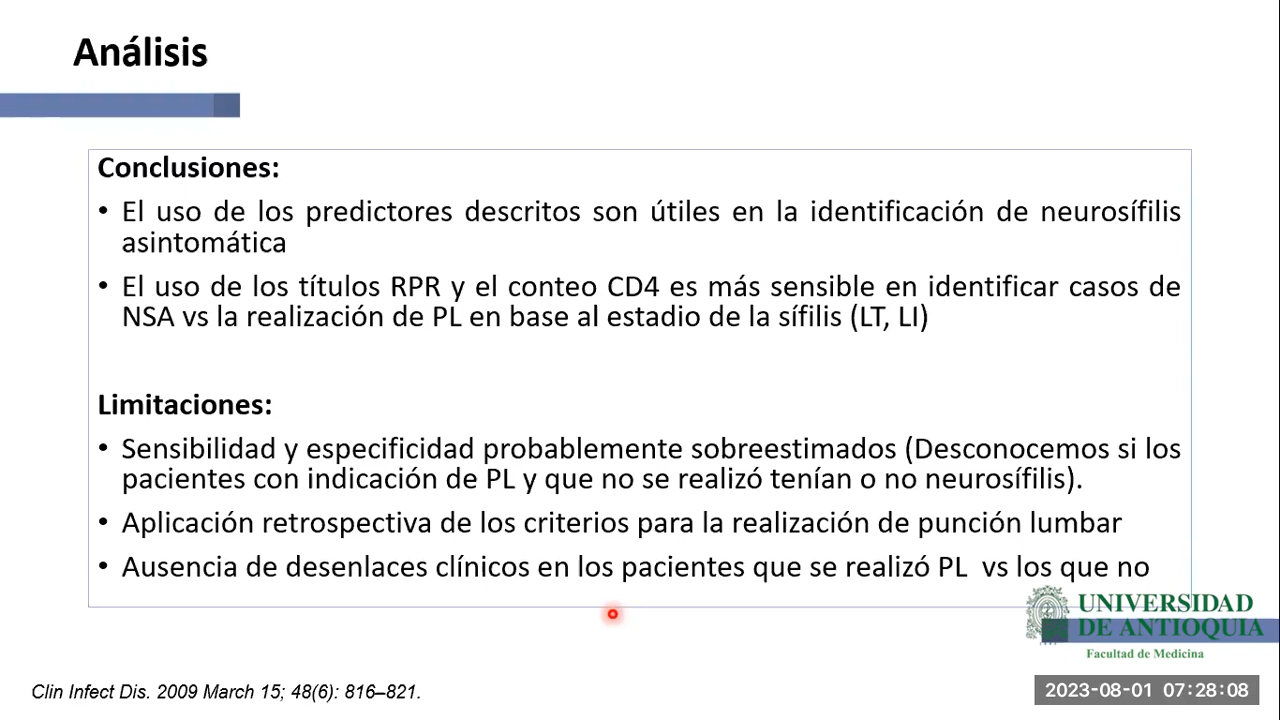 Análisis
Conclusiones:
• El uso de los predictores descritos son útiles en la identificación de neurosífilis
asintomática
• El uso de los títulos RPR y el conteo CD4 es más sensible en identificar casos de
NSA vs la realización de PL en base al estadio de la sífilis (LT, LI)
Limitaciones:
• Sensibilidad y especificidad probablemente sobreestimados (Desconocemos si los
pacientes con indicación de PL y que no se realizó tenían o no neurosífilis).
• Aplicación retrospectiva de los criterios para la realización de punción lumbar
• Ausencia de desenlaces clínicos en los pacientes que se realizó PL vs los que no
UNIVERSIDAD
DE ANTIOQUIA
Facultad de Medicina
Clin Infect Dis. 2009 March 15; 48(6): 816–821.
2023-08-01 07:28:08